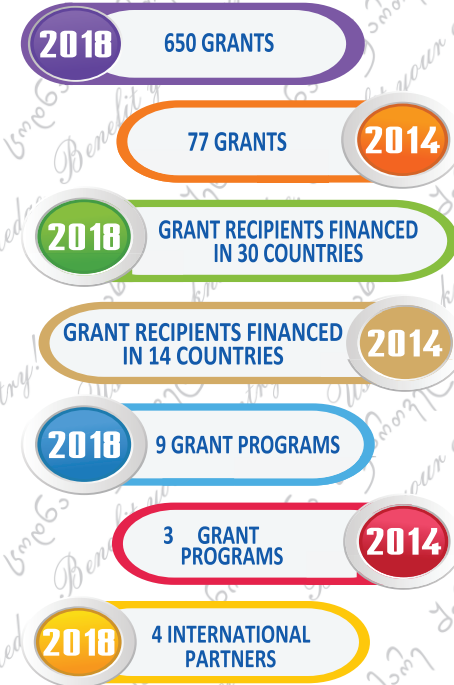 2018 650 GRANTS
77 GRANTS 2014
2018 GRANT RECIPIENTS FINANCED
IN 30 COUNTRIES
GRANT RECIPIENTS FINANCED
IN 14 COUNTRIES 2014
2018 9 GRANT PROGRAMS
3 GRANT
PROGRAMS 2014
2018 4 INTERNATIONAL
PARTNERS